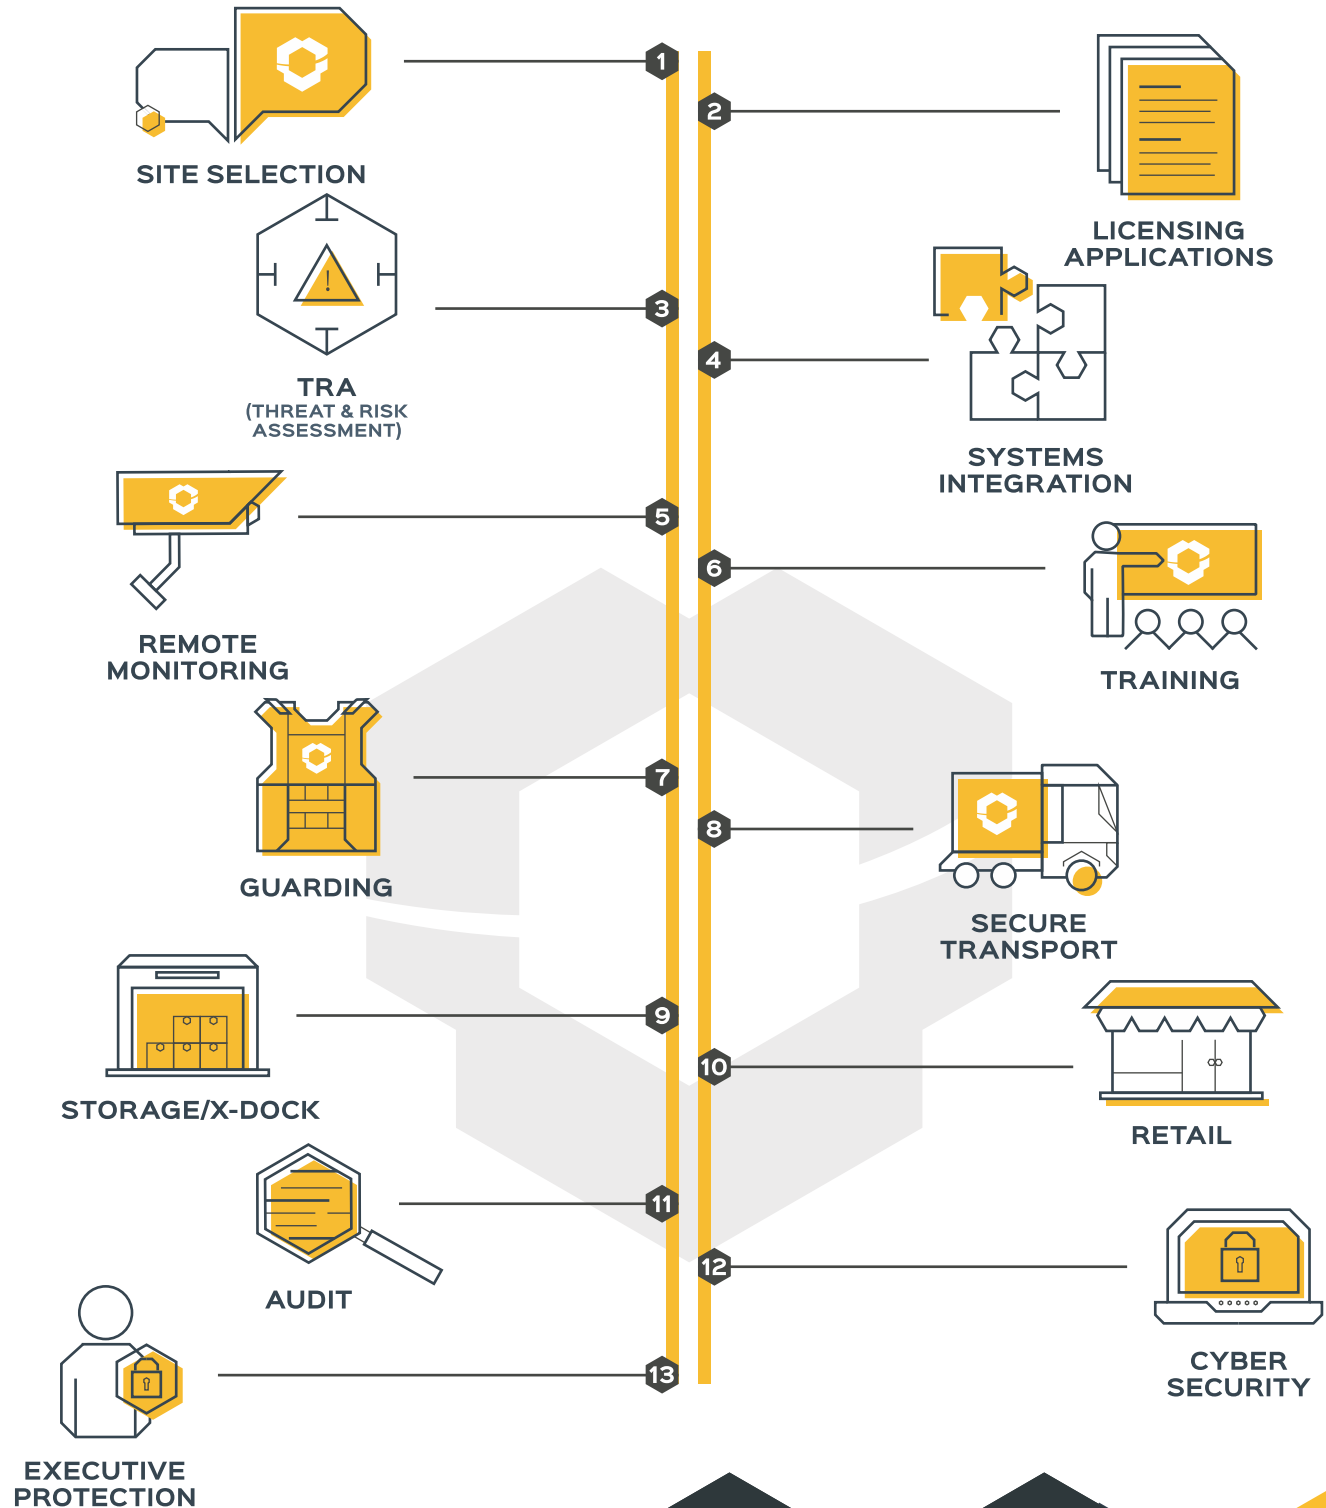 1
SITE SELECTION
2
LICENSING
APPLICATIONS
3
!
TRA
(THREAT & RISK
ASSESSMENT)
4
SYSTEMS
INTEGRATION
5
REMOTE
MONITORING
6
TRAINING
7
GUARDING
8
SECURE
TRANSPORT
9
STORAGE/X-DOCK
10
RETAIL
11
AUDIT
12
CYBER
SECURITY
13
EXECUTIVE
PROTECTION